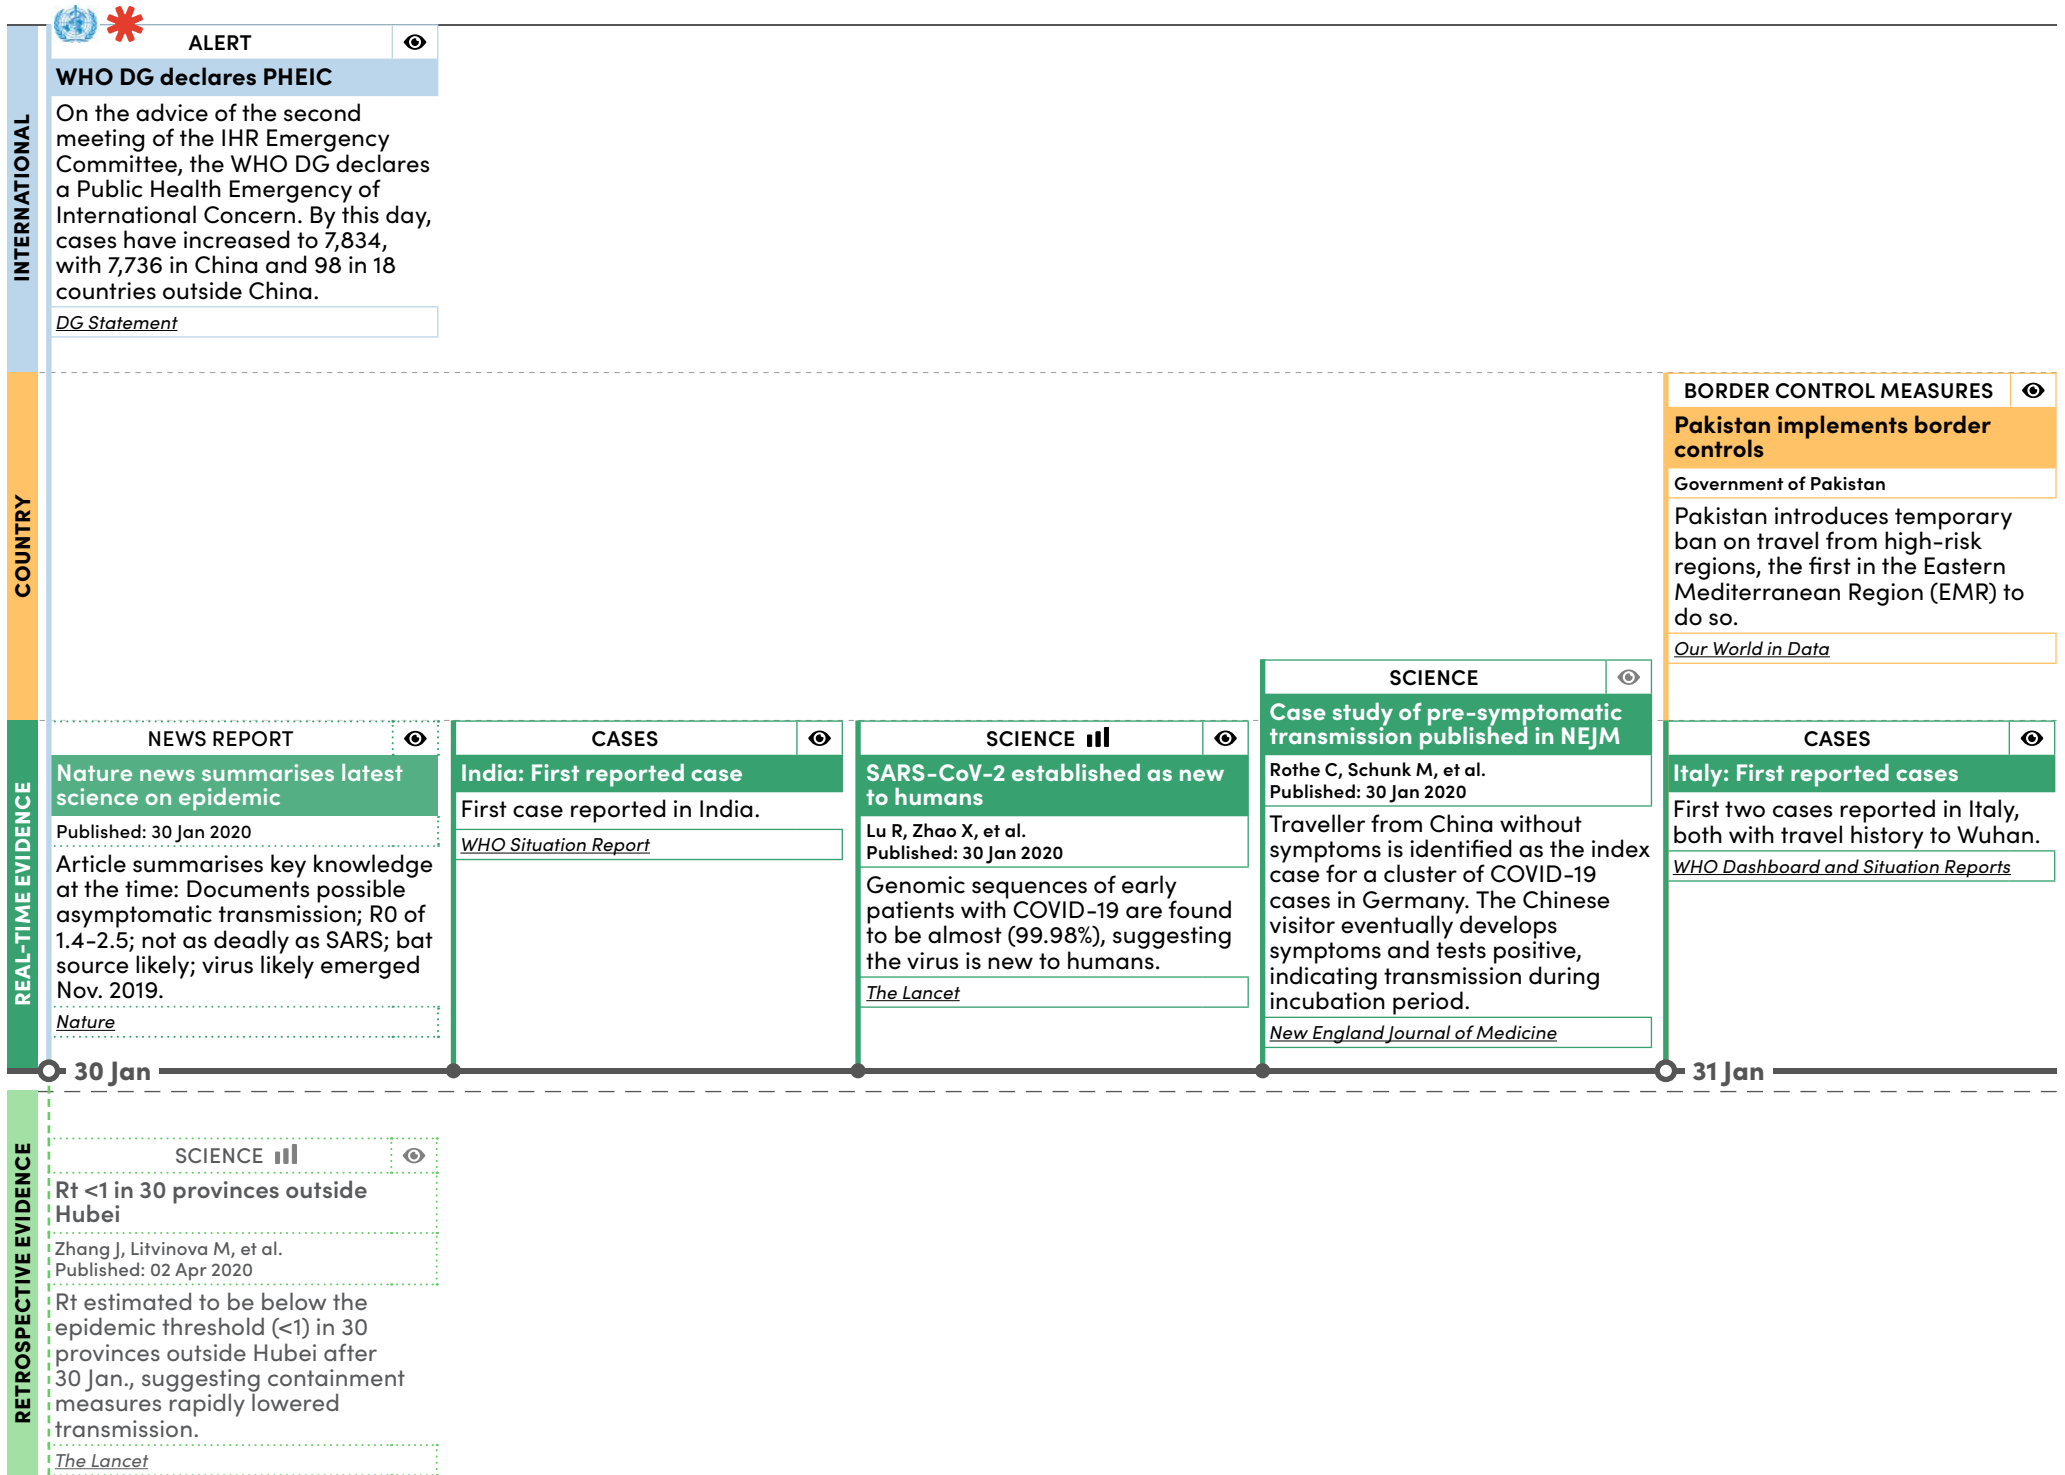 INTERNATIONAL
ALERT
WHO DG declares PHEIC
On the advice of the second
meeting of the IHR Emergency
Committee, the WHO DG declares
a Public Health Emergency of
International Concern. By this day,
cases have increased to 7,834,
with 7,736 in China and 98 in 18
countries outside China.
DG Statement
COUNTRY
BORDER CONTROL MEASURES
Pakistan implements border
controls
Government of Pakistan
Pakistan introduces temporary
ban on travel from high-risk
regions, the first in the Eastern
Mediterranean Region (EMR) to
do so.
Our World in Data
REAL-TIME EVIDENCE
NEWS REPORT
Nature news summarises latest
science on epidemic
Published: 30 Jan 2020
Article summarises key knowledge
at the time: Documents possible
asymptomatic transmission; R0 of
1.4-2.5; not as deadly as SARS; bat
source likely; virus likely emerged
Nov. 2019.
Nature
CASES
India: First reported case
First case reported in India.
WHO Situation Report
SCIENCE
SARS-CoV-2 established as new
to humans
Lu R, Zhao X, et al.
Published: 30 Jan 2020
Genomic sequences of early
patients with COVID-19 are found
to be almost (99.98%), suggesting
the virus is new to humans.
The Lancet
SCIENCE
Case study of pre-symptomatic
transmission published in NEJM
Rothe C, Schunk M, et al.
Published: 30 Jan 2020
Traveller from China without
symptoms is identified as the index
case for a cluster of COVID-19
cases in Germany. The Chinese
visitor eventually develops
symptoms and tests positive,
indicating transmission during
incubation period.
New England Journal of Medicine
CASES
Italy: First reported cases
First two cases reported in Italy,
both with travel history to Wuhan.
WHO Dashboard and Situation Reports
30 Jan
31 Jan
RETROSPECTIVE EVIDENCE
SCIENCE
Rt <1 in 30 provinces outside
Hubei
Zhang J, Litvinova M, et al.
Published: 02 Apr 2020
Rt estimated to be below the
epidemic threshold (<1) in 30
provinces outside Hubei after
30 Jan., suggesting containment
measures rapidly lowered
transmission.
The Lancet